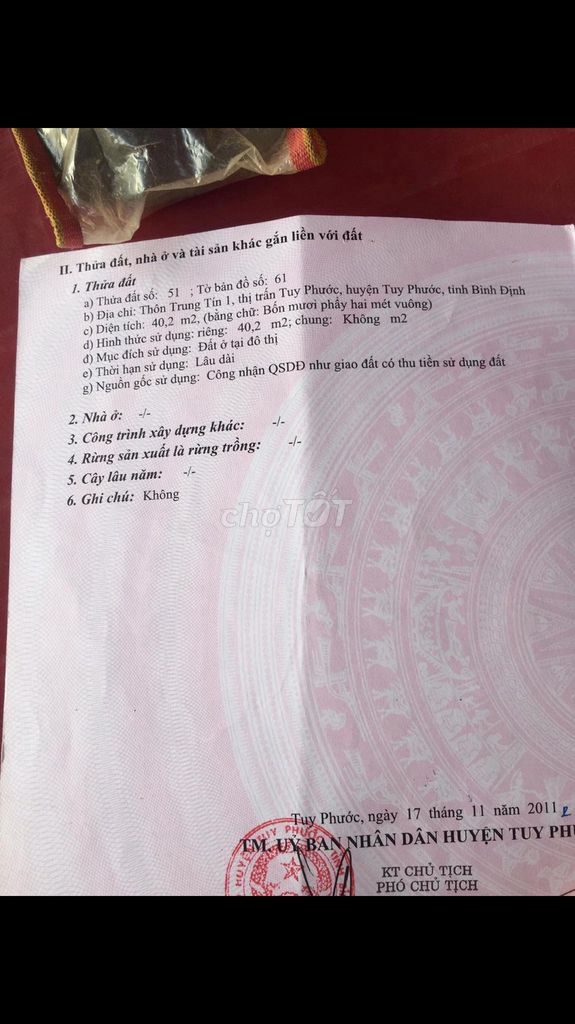 II. Thửa đất, nhà ở và tài sản khác gắn liền với đất
1. Thửa đất
a) Thửa đất số: 51 ; Tờ bản đồ số: 61
b) Địa chỉ: Thôn Trung Tín 1, thị trấn Tuy Phước, huyện Tuy Phước, tỉnh Bình Định
c) Diện tích: 40,2 m2, (bằng chữ: Bốn mươi phẩy hai mét vuông)
d) Hình thức sử dụng: riêng: 40,2 m2; chung: Không m2
đ) Mục đích sử dụng: Đất ở tại đô thị
e) Thời hạn sử dụng: Lâu dài
g) Nguồn gốc sử dụng: Công nhận QSDĐ như giao đất có thu tiền sử dụng đất
2. Nhà ở: -/-
3. Công trình xây dựng khác: -/-
4. Rừng sản xuất là rừng trồng: -/-
5. Cây lâu năm: -/-
6. Ghi chú: Không
chợTỐT
Tuy Phước, ngày 17 tháng 11 năm 2011
TM. UỶ BAN NHÂN DÂN HUYỆN TUY PHƯ
KT CHỦ TỊCH
PHÓ CHỦ TỊCH
HUYỆN TUY PHƯỚC